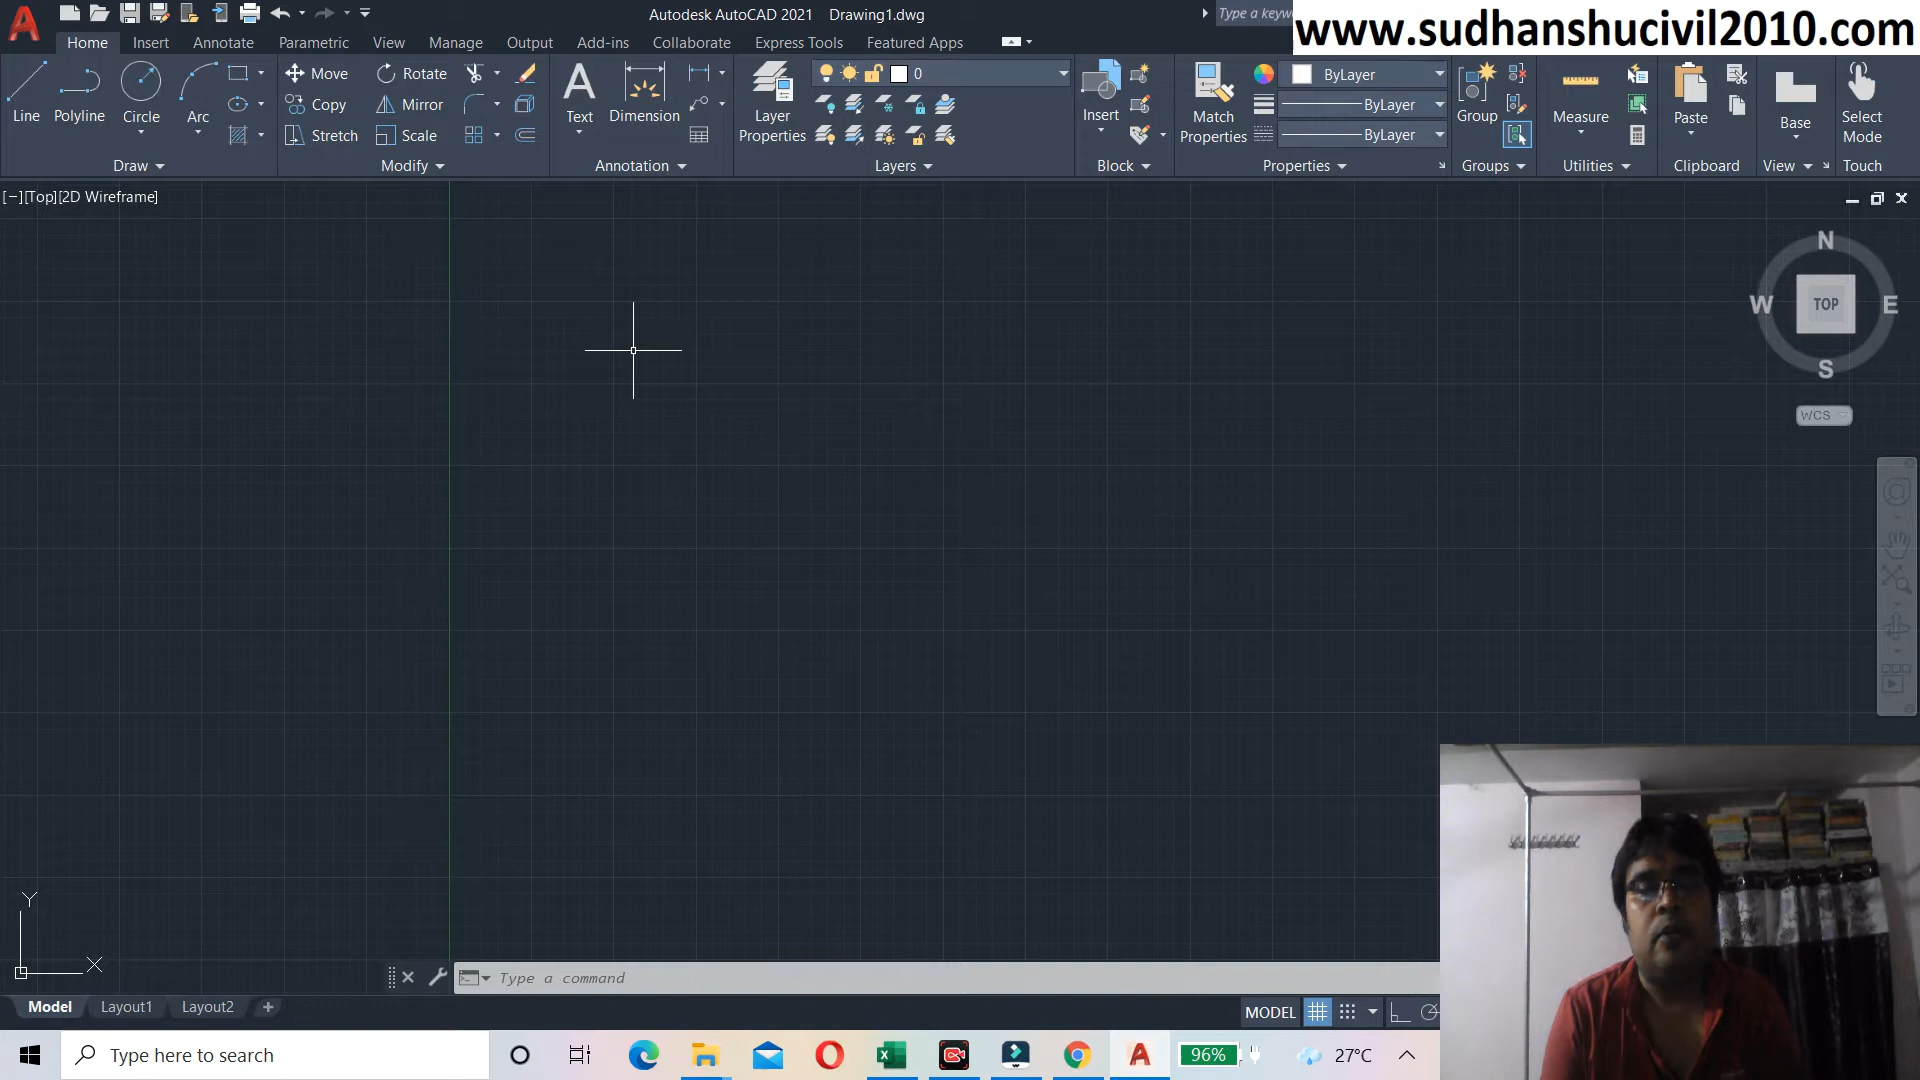 Autodesk AutoCAD 2021 Drawing1.dwg
Type a keyw
www.sudhanshucivil2010.com
Home Insert Annotate Parametric View Manage Output Add-ins Collaborate Express Tools Featured Apps
Line Polyline Circle Arc
Move Rotate
Copy Mirror
Stretch Scale
Text Dimension
Layer Properties
0
Insert
Match Properties
ByLayer
ByLayer
ByLayer
Group
Measure
Paste
Base
Select Mode
Draw Modify Annotation Layers Block Properties Groups Utilities Clipboard View Touch
[−][Top][2D Wireframe]
N
W TOP E
S
WCS
Y
X
Type a command
Model Layout1 Layout2 +
MODEL
Type here to search
96%
27°C